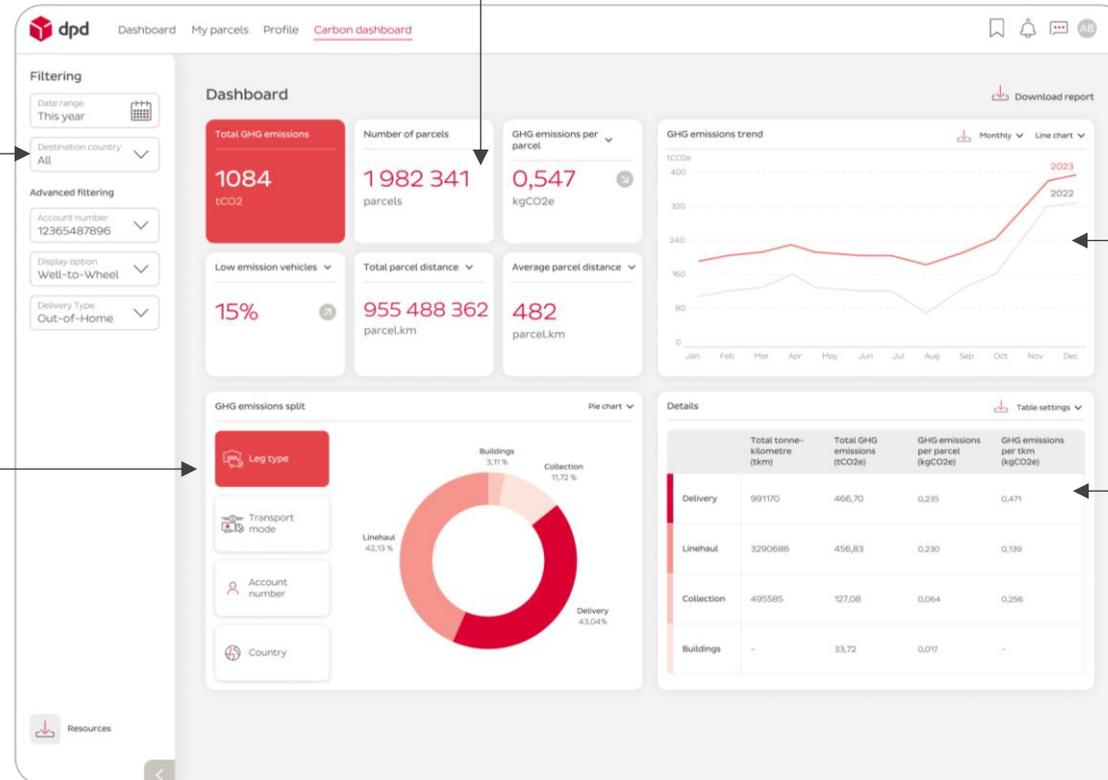 dpd
Dashboard
My parcels
Profile
Carbon dashboard
AB
Filtering
Date range
This year
Destination country
All
Advanced filtering
Account number
12365487896
Display option
Well-to-Wheel
Delivery Type
Out-of-Home
Resources
Dashboard
Download report
Total GHG emissions
1084
tCO2
Number of parcels
1 982 341
parcels
GHG emissions per
parcel
0,547
kgCO2e
Low emission vehicles
15%
Total parcel distance
955 488 362
parcel.km
Average parcel distance
482
parcel.km
GHG emissions trend
Monthly
Line chart
tCO2e
400
320
240
160
80
0
2023
2022
Jan Feb Mar Apr May Jun Jul Aug Sep Oct Nov Dec
GHG emissions split
Pie chart
Leg type
Transport
mode
Account
number
Country
Buildings
3,11 %
Collection
11,72 %
Linehaul
42,13 %
Delivery
43,04%
Details
Table settings
Total tonne-
kilometre
(tkm)
Total GHG
emissions
(tCO2e)
GHG emissions
per parcel
(kgCO2e)
GHG emissions
per tkm
(kgCO2e)
Delivery 991170 466,70 0,235 0,471
Linehaul 3290686 456,83 0,230 0,139
Collection 495585 127,08 0,064 0,256
Buildings - 33,72 0,017 -